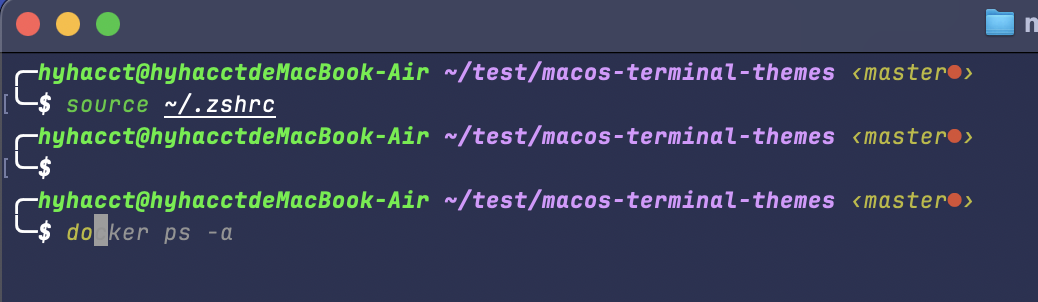 n
╭─hyhacct@hyhacctdeMacBook-Air ~/test/macos-terminal-themes ‹master●›
╰─$ source ~/.zshrc
╭─hyhacct@hyhacctdeMacBook-Air ~/test/macos-terminal-themes ‹master●›
╰─$
╭─hyhacct@hyhacctdeMacBook-Air ~/test/macos-terminal-themes ‹master●›
╰─$ docker ps -a